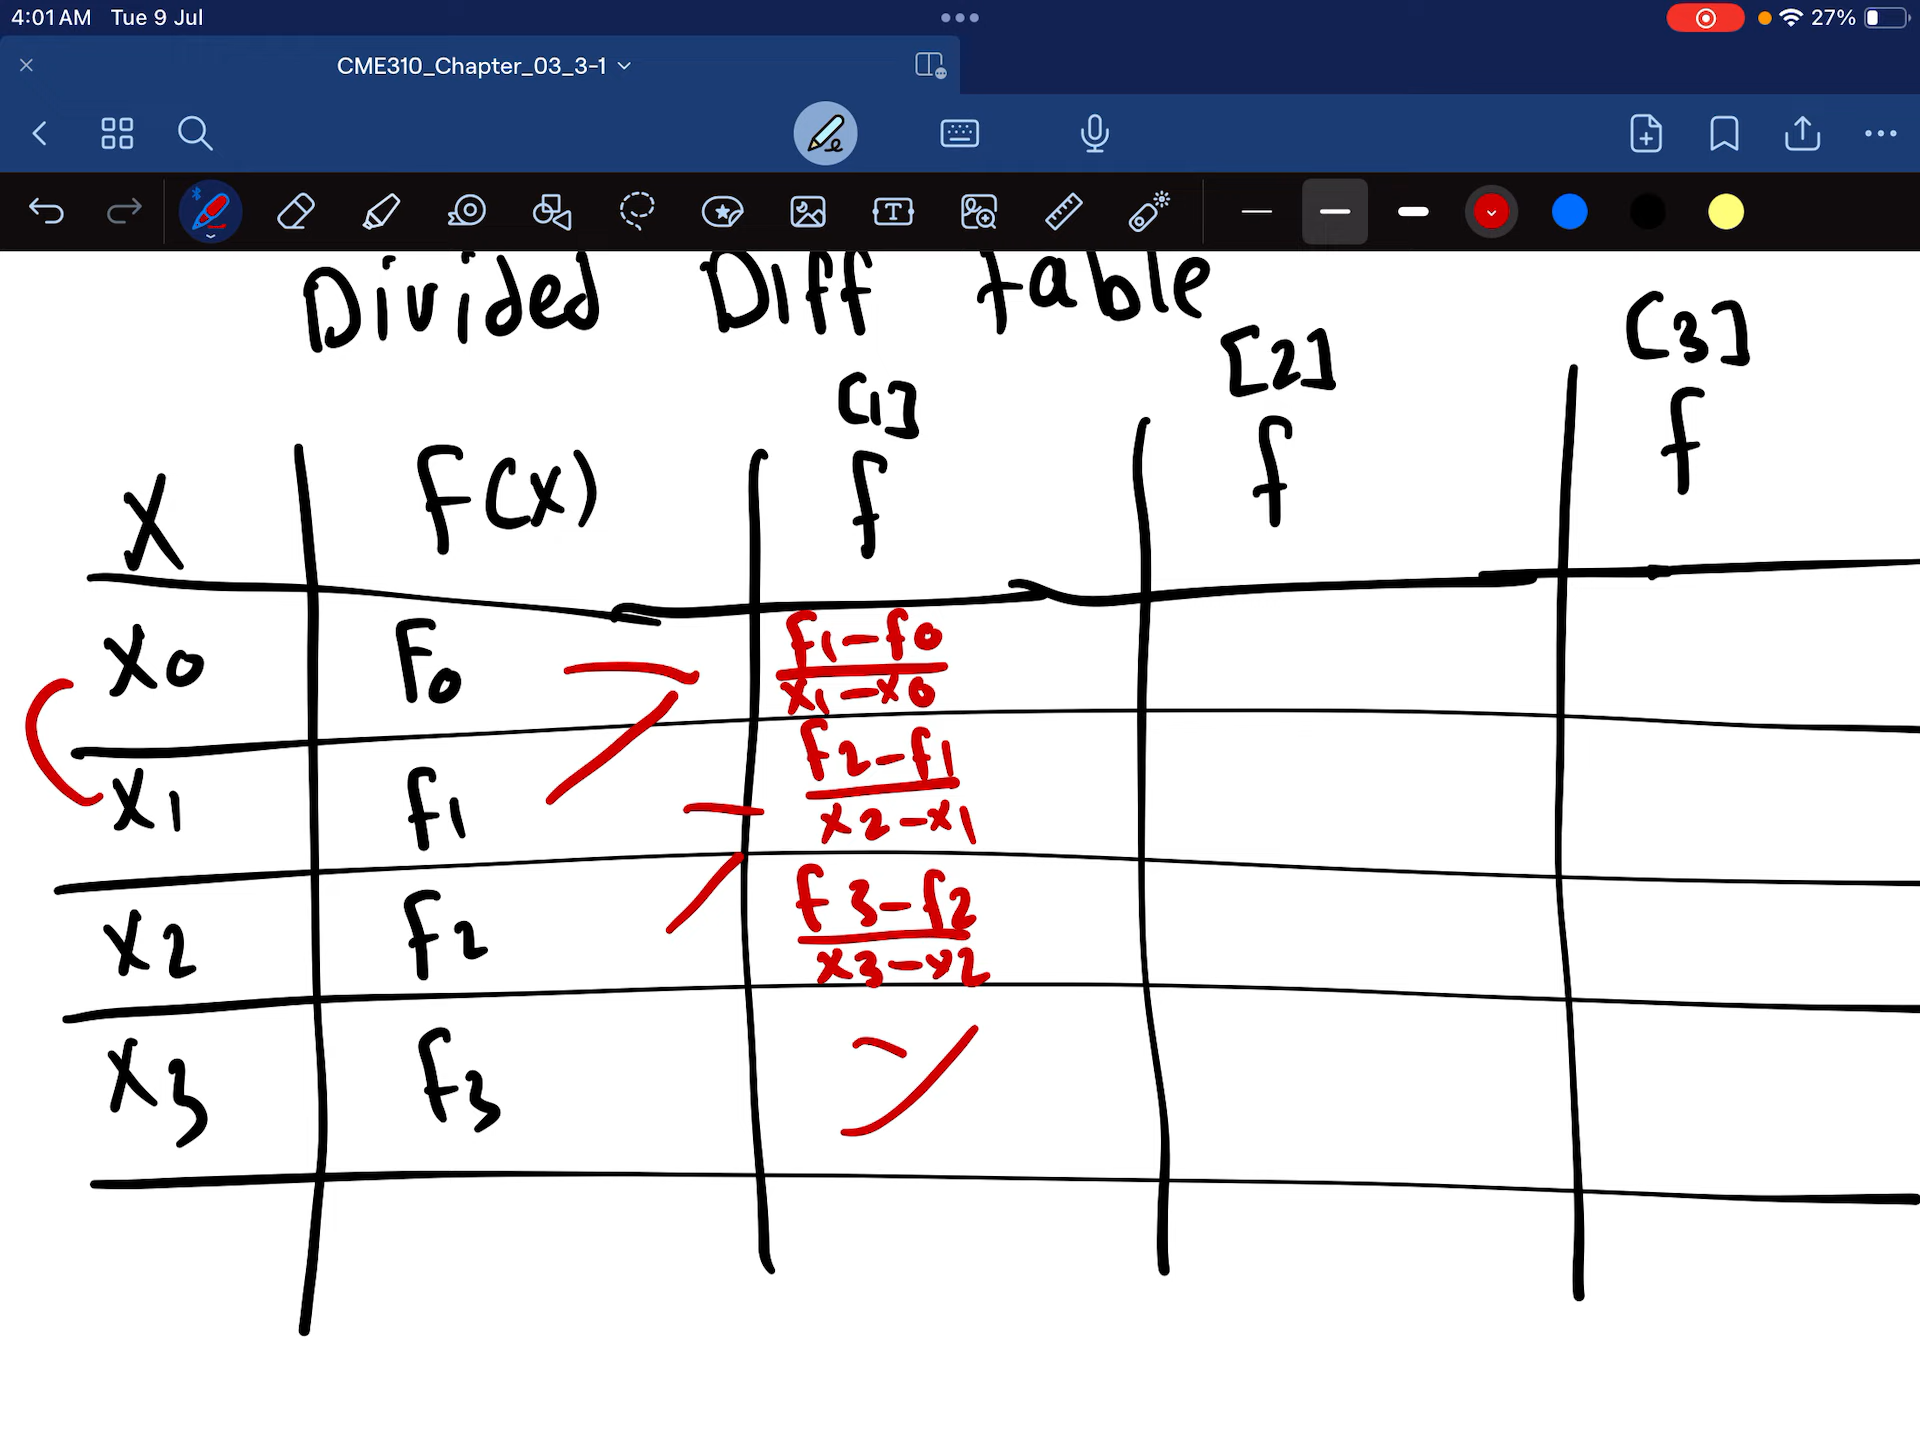 4:01 AM Tue 9 Jul
27%
CME310_Chapter_03_3-1
Divided Diff table
X F(x) f[1] f[2] f[3]
x0 F0 f1-f0 / x1-x0
x1 f1 f2-f1 / x2-x1
x2 f2 f3-f2 / x3-x2
x3 f3